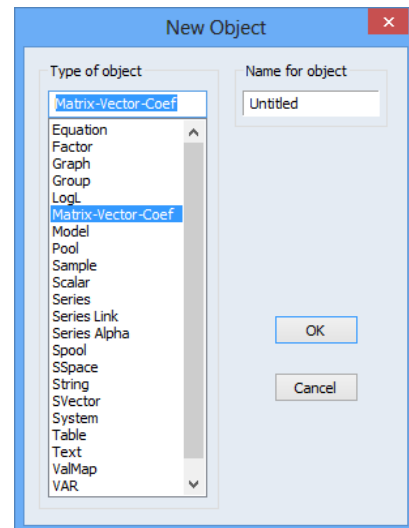 New Object
Type of object
Name for object
Matrix-Vector-Coef
Untitled
Equation
Factor
Graph
Group
LogL
Matrix-Vector-Coef
Model
Pool
Sample
Scalar
Series
Series Link
Series Alpha
Spool
SSpace
String
SVector
System
Table
Text
ValMap
VAR
OK
Cancel